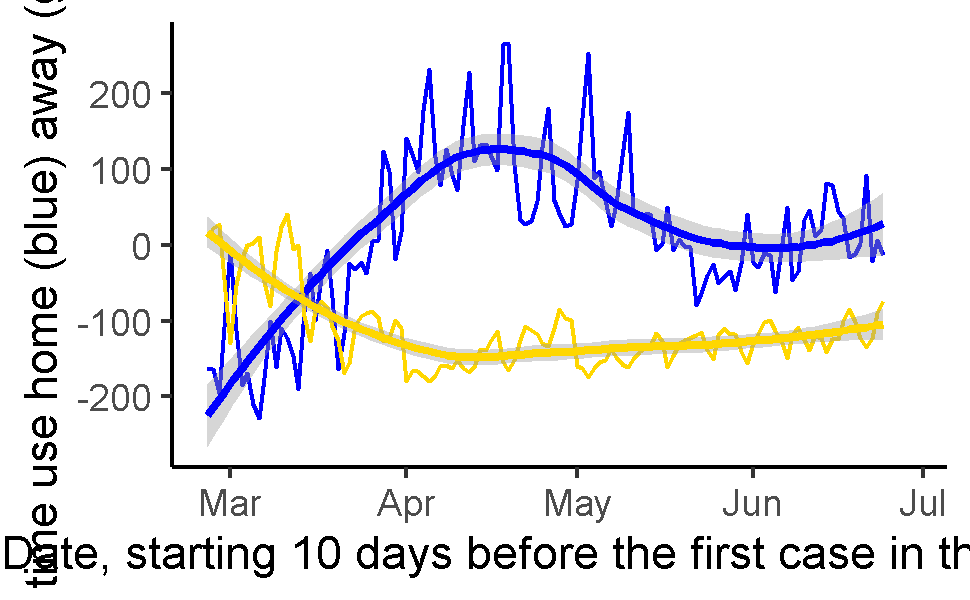 time use home (blue) away (
200
100
0
-100
-200
Mar Apr May Jun Jul
Date, starting 10 days before the first case in th